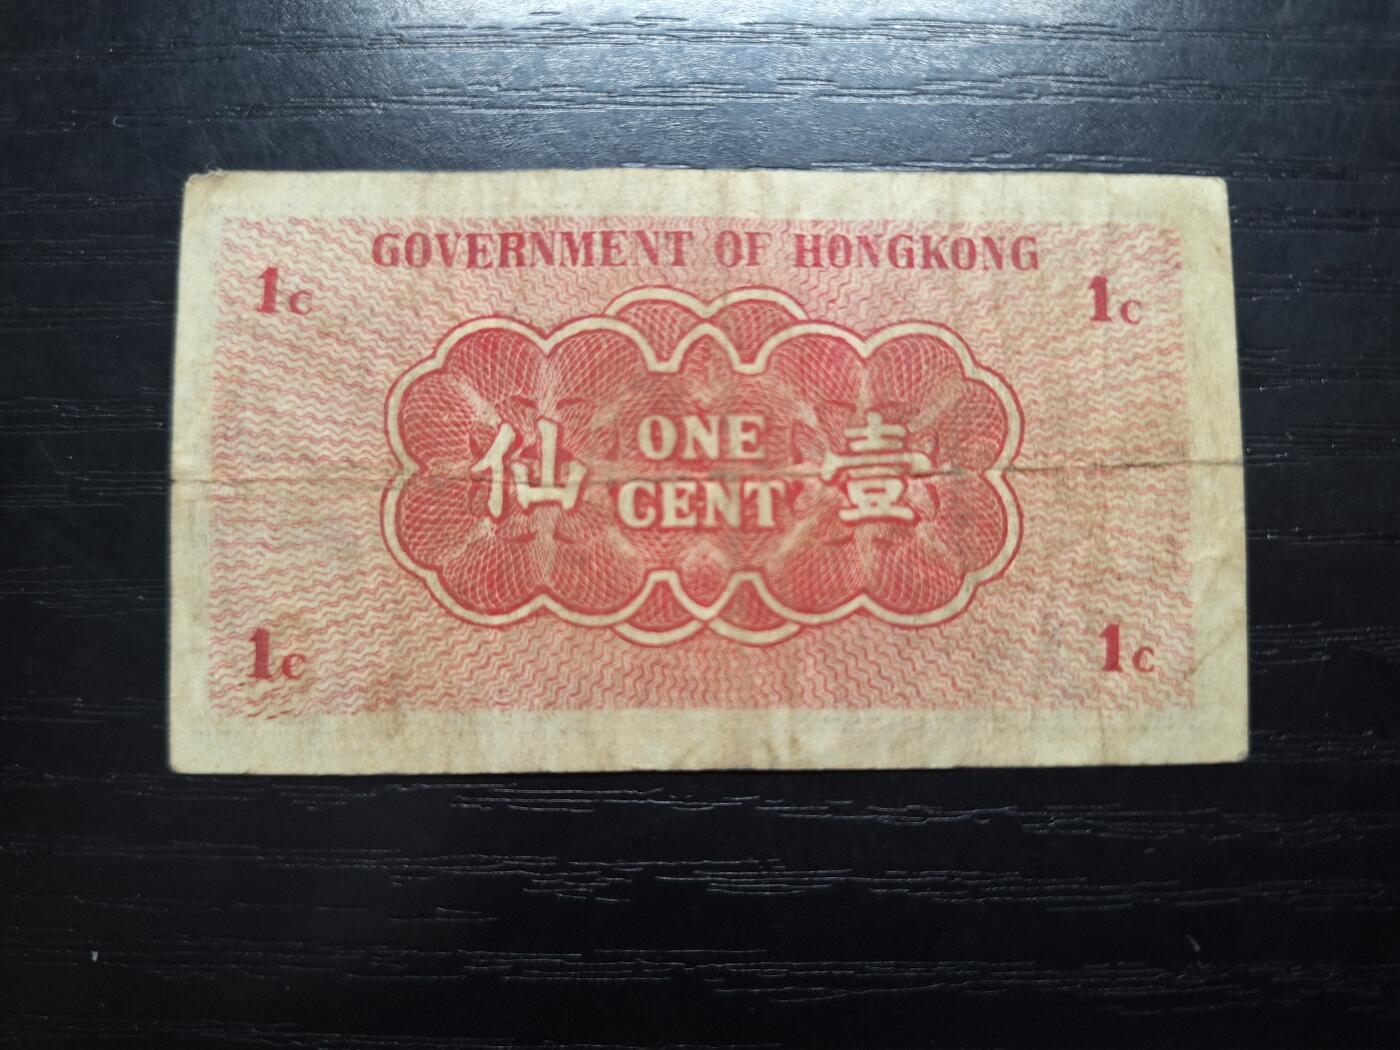 GOVERNMENT OF HONGKONG
1c 1c
仙 ONE CENT 壹
1c 1c